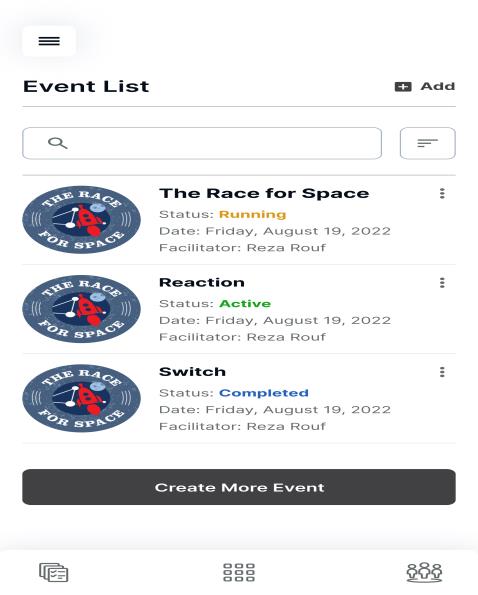 Event List
Add
THE RACE
FOR SPACE
The Race for Space
Status: Running
Date: Friday, August 19, 2022
Facilitator: Reza Rouf
THE RACE
FOR SPACE
Reaction
Status: Active
Date: Friday, August 19, 2022
Facilitator: Reza Rouf
THE RACE
FOR SPACE
Switch
Status: Completed
Date: Friday, August 19, 2022
Facilitator: Reza Rouf
Create More Event